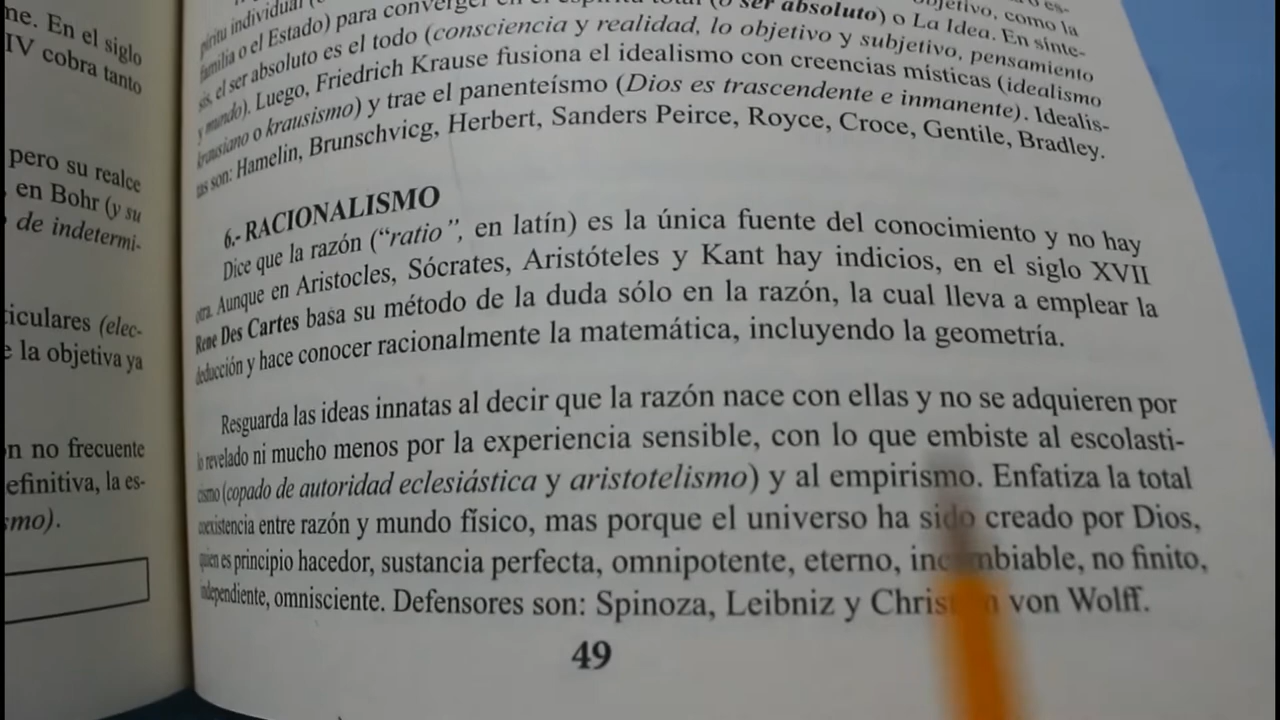 ne. En el siglo
IV cobra tanto
pero su realce
en Bohr (y su
de indetermi-
iculares (elec-
e la objetiva ya
n no frecuente
efinitiva, la es-
smo).
píritu individual
objetivo, como la
familia o el Estado) para converger en el espíritu total (o ser absoluto) o La Idea. En sínte-
sis, el ser absoluto es el todo (consciencia y realidad, lo objetivo y subjetivo, pensamiento
y mundo). Luego, Friedrich Krause fusiona el idealismo con creencias místicas (idealismo
krausiano o krausismo) y trae el panenteísmo (Dios es trascendente e inmanente). Idealis-
tas son: Hamelin, Brunschvicg, Herbert, Sanders Peirce, Royce, Croce, Gentile, Bradley.
6.- RACIONALISMO
Dice que la razón (“ratio”, en latín) es la única fuente del conocimiento y no hay
otra. Aunque en Aristocles, Sócrates, Aristóteles y Kant hay indicios, en el siglo XVII
Rene Des Cartes basa su método de la duda sólo en la razón, la cual lleva a emplear la
deducción y hace conocer racionalmente la matemática, incluyendo la geometría.
Resguarda las ideas innatas al decir que la razón nace con ellas y no se adquieren por
lo revelado ni mucho menos por la experiencia sensible, con lo que embiste al escolasti-
cismo (copado de autoridad eclesiástica y aristotelismo) y al empirismo. Enfatiza la total
coexistencia entre razón y mundo físico, mas porque el universo ha sido creado por Dios,
quien es principio hacedor, sustancia perfecta, omnipotente, eterno, incambiable, no finito,
independiente, omnisciente. Defensores son: Spinoza, Leibniz y Christian von Wolff.
49